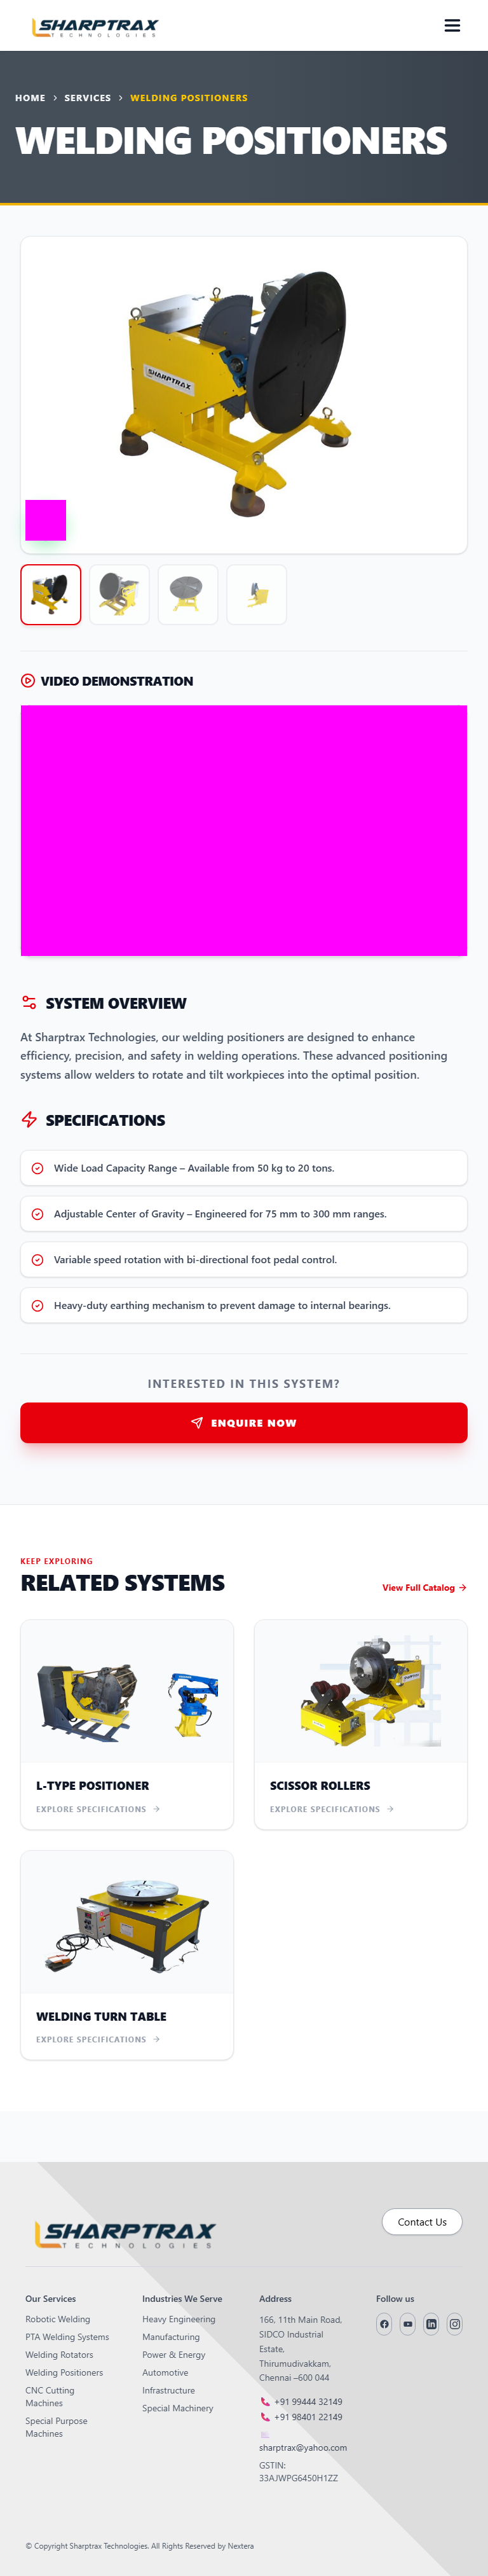 SHARPTRAX
TECHNOLOGIES
HOME > SERVICES > WELDING POSITIONERS
WELDING POSITIONERS
SHARPTRAX
VIDEO DEMONSTRATION
SYSTEM OVERVIEW
At Sharptrax Technologies, our welding positioners are designed to enhance
efficiency, precision, and safety in welding operations. These advanced positioning
systems allow welders to rotate and tilt workpieces into the optimal position.
SPECIFICATIONS
Wide Load Capacity Range – Available from 50 kg to 20 tons.
Adjustable Center of Gravity – Engineered for 75 mm to 300 mm ranges.
Variable speed rotation with bi-directional foot pedal control.
Heavy-duty earthing mechanism to prevent damage to internal bearings.
INTERESTED IN THIS SYSTEM?
ENQUIRE NOW
KEEP EXPLORING
RELATED SYSTEMS
View Full Catalog →
L-TYPE POSITIONER
EXPLORE SPECIFICATIONS →
SCISSOR ROLLERS
EXPLORE SPECIFICATIONS →
WELDING TURN TABLE
EXPLORE SPECIFICATIONS →
SHARPTRAX
TECHNOLOGIES
Contact Us
Our Services
Robotic Welding
PTA Welding Systems
Welding Rotators
Welding Positioners
CNC Cutting
Machines
Special Purpose
Machines
Industries We Serve
Heavy Engineering
Manufacturing
Power & Energy
Automotive
Infrastructure
Special Machinery
Address
166, 11th Main Road,
SIDCO Industrial
Estate,
Thirumudivakkam,
Chennai –600 044
+91 99444 32149
+91 98401 22149
sharptrax@yahoo.com
GSTIN:
33AJWPG6450H1ZZ
Follow us
© Copyright Sharptrax Technologies. All Rights Reserved by Nextera